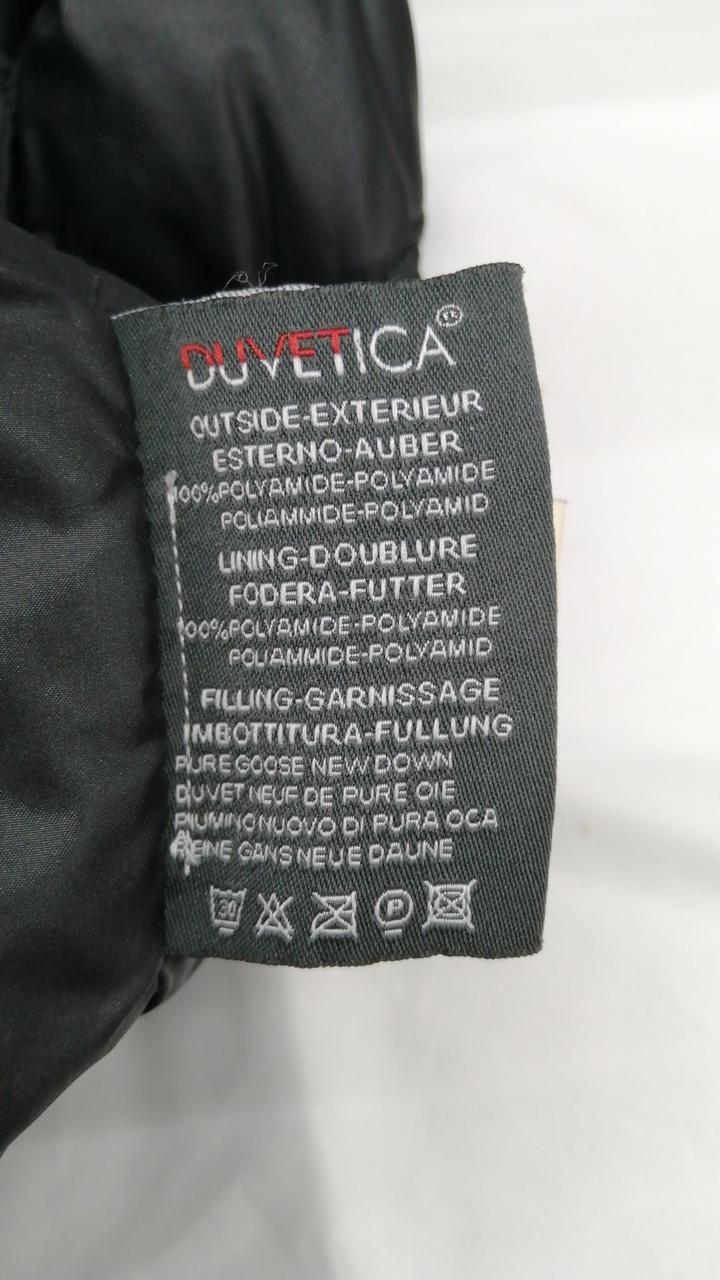 DUVETICA®
OUTSIDE-EXTERIEUR
ESTERNO-AUBER
100%POLYAMIDE-POLYAMIDE
POLIAMMIDE-POLYAMID
LINING-DOUBLURE
FODERA-FUTTER
100%POLYAMIDE-POLYAMIDE
POLIAMMIDE-POLYAMID
FILLING-GARNISSAGE
IMBOTTITURA-FULLUNG
PURE GOOSE NEW DOWN
DUVET NEUF DE PURE OIE
PIUMINO NUOVO DI PURA OCA
REINE GANS NEUE DAUNE
30 P